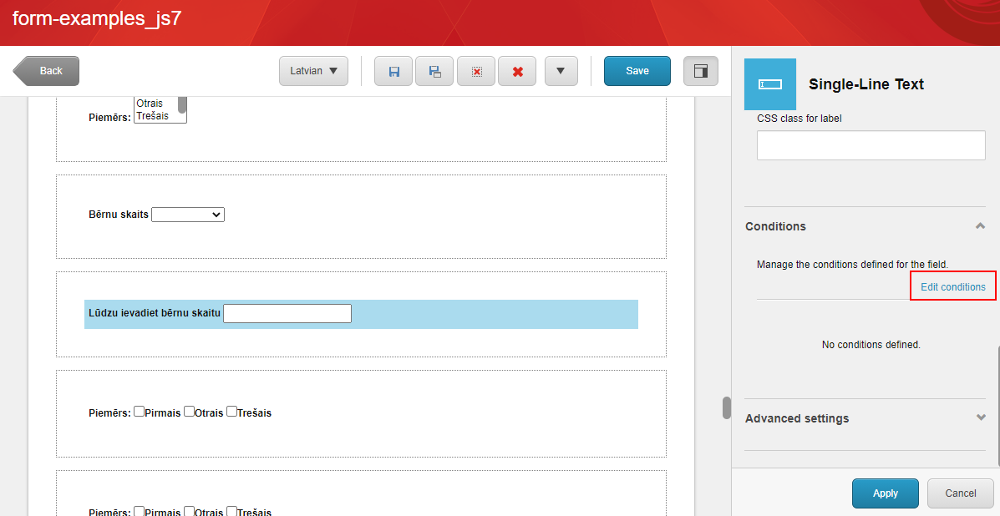 form-examples_js7
Back
Latvian
Save
Otrais
Trešais
Piemērs:
Bērnu skaits
Lūdzu ievadiet bērnu skaitu
Piemērs: Pirmais Otrais Trešais
Piemērs: Pirmais Otrais Trešais
Single-Line Text
CSS class for label
Conditions
Manage the conditions defined for the field.
Edit conditions
No conditions defined.
Advanced settings
Apply Cancel